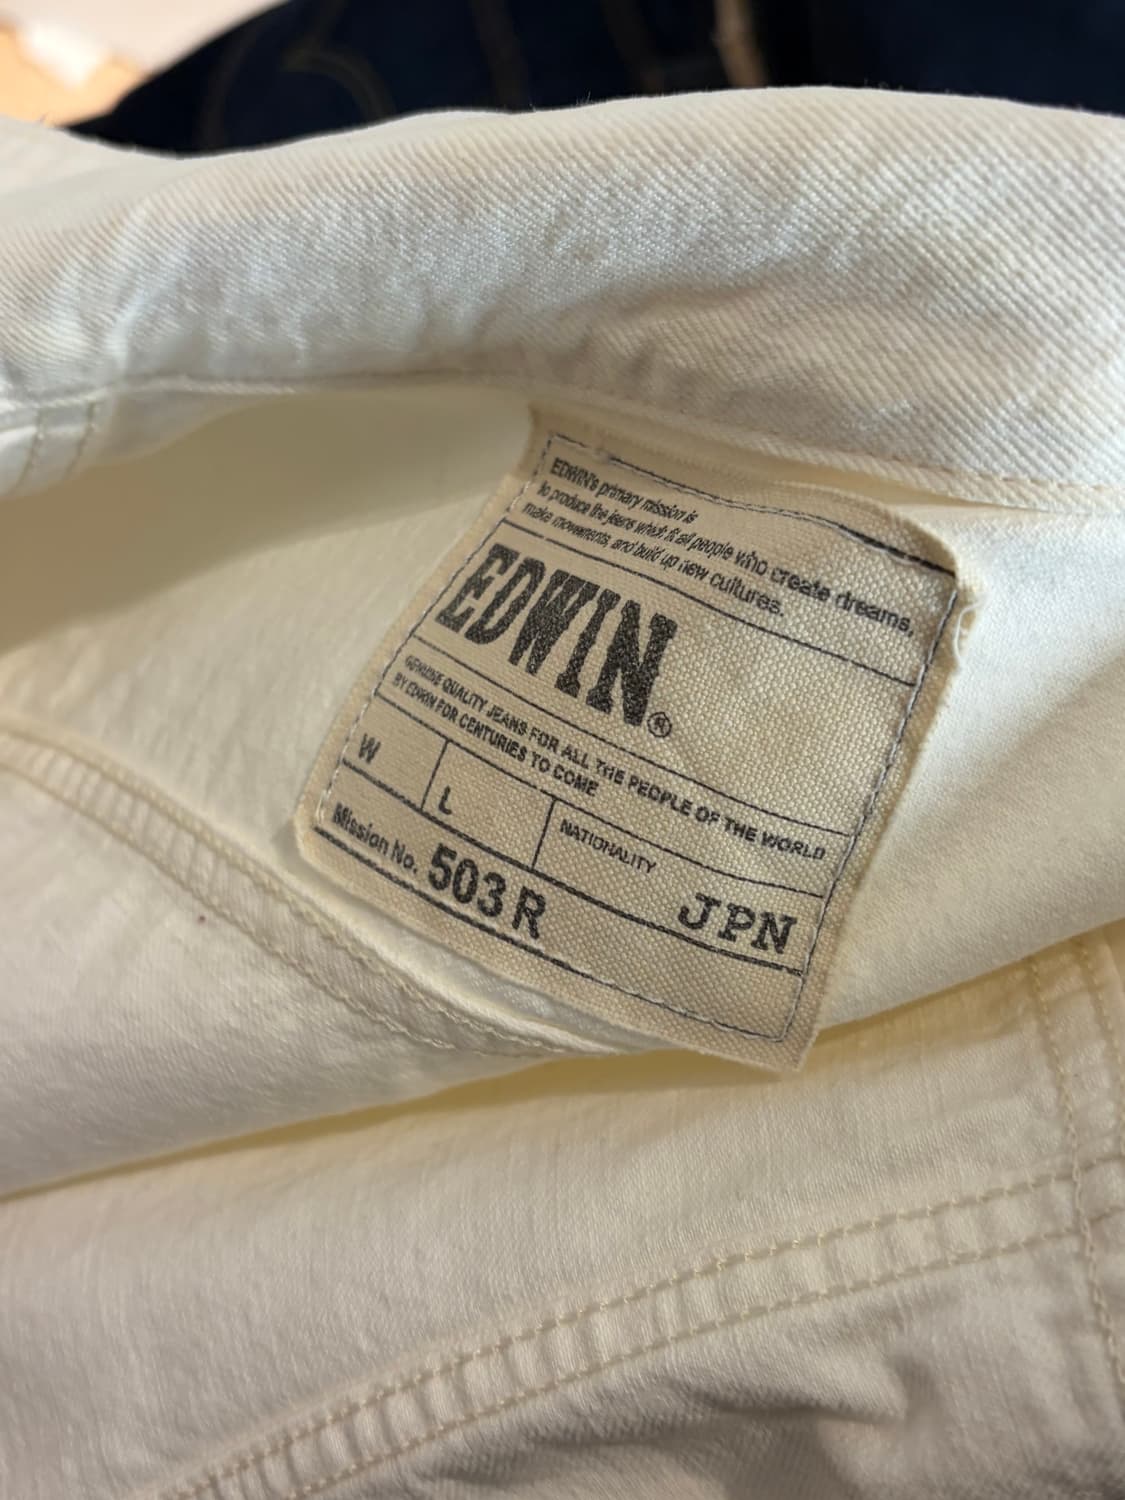 EDWIN's primary mission is
to produce the jeans which fit all people who create dreams,
make movements, and build up new cultures.
EDWIN®
GENUINE QUALITY JEANS FOR ALL THE PEOPLE OF THE WORLD
BY EDWIN FOR CENTURIES TO COME
W L NATIONALITY JPN
Mission No. 503R